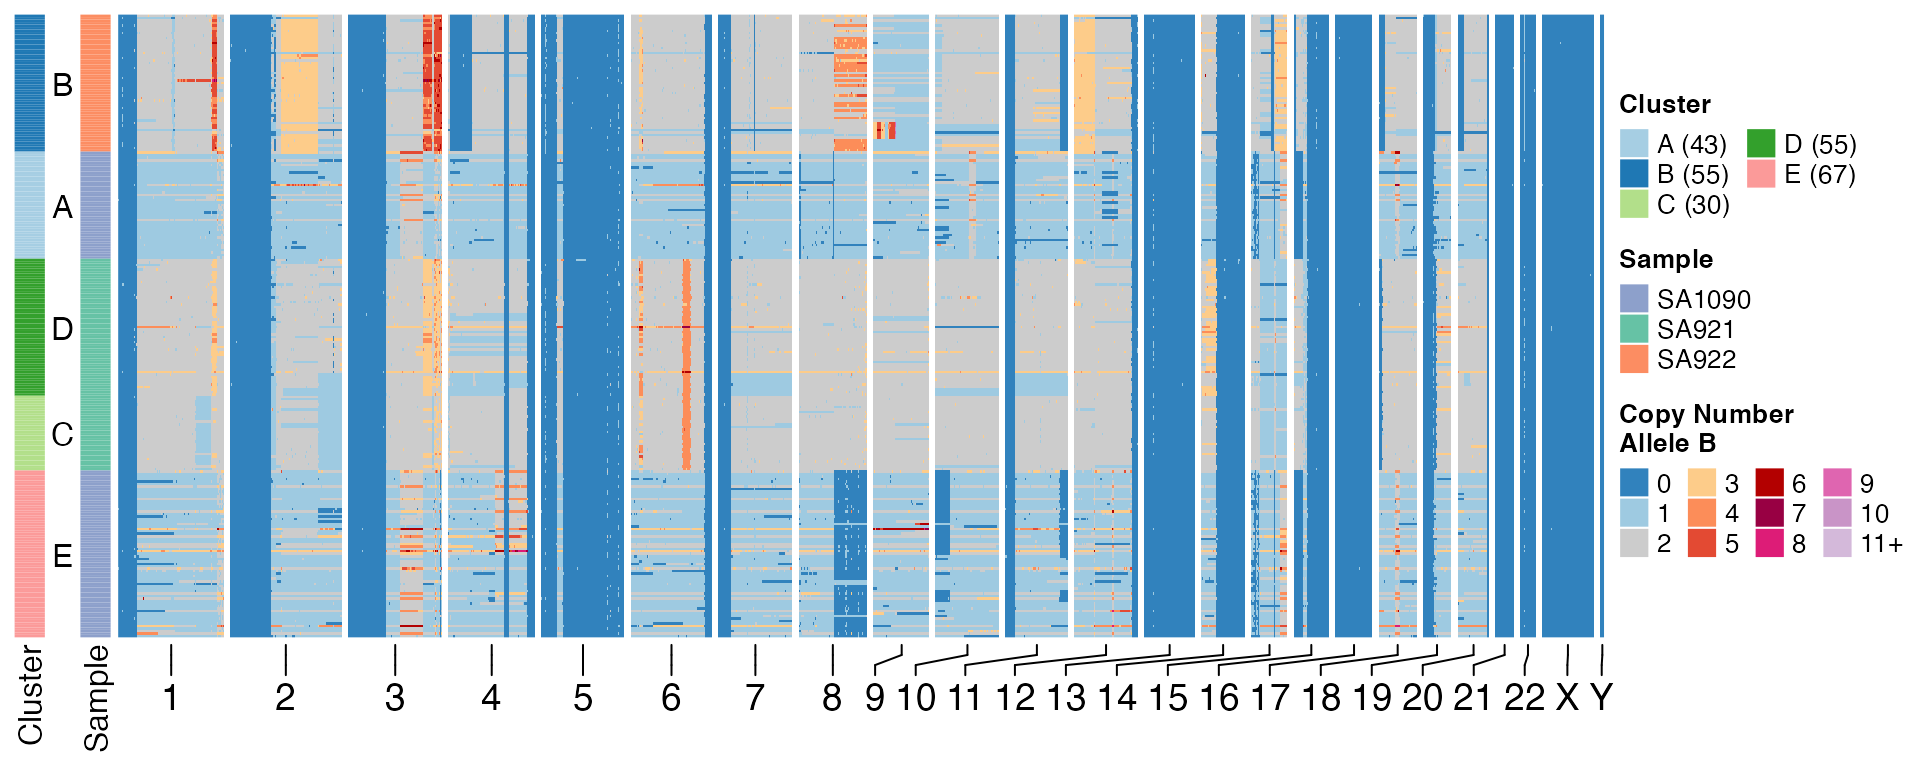 B
A
D
C
E
Cluster
Sample
1 2 3 4 5 6 7 8 9 10 11 12 13 14 15 16 17 18 19 20 21 22 X Y
Cluster
A (43) D (55)
B (55) E (67)
C (30)
Sample
SA1090
SA921
SA922
Copy Number
Allele B
0 3 6 9
1 4 7 10
2 5 8 11+